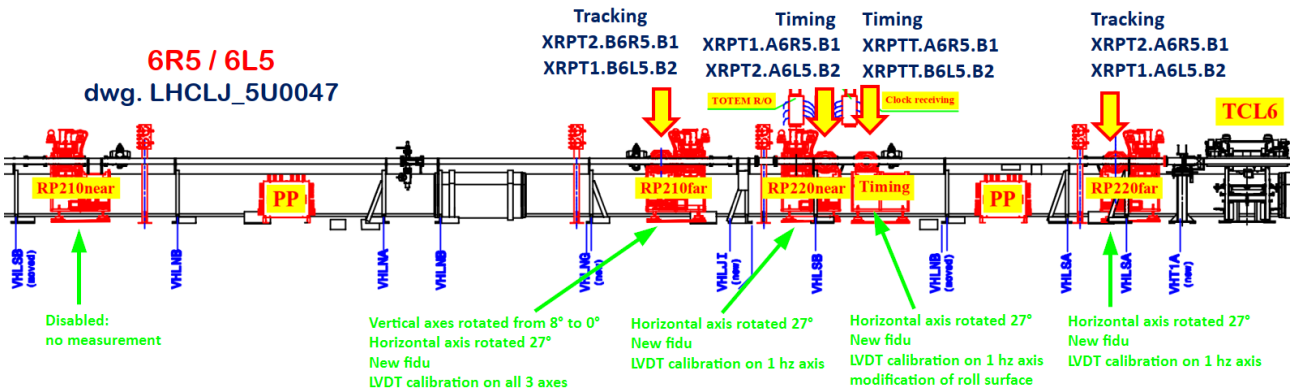 Tracking
XRPT2.B6R5.B1
XRPT1.B6L5.B2
Timing
XRPT1.A6R5.B1
XRPT2.A6L5.B2
Timing
XRPTT.A6R5.B1
XRPTT.B6L5.B2
Tracking
XRPT2.A6R5.B1
XRPT1.A6L5.B2
6R5 / 6L5
dwg. LHCLJ_5U0047
TOTEM R/O
Clock receiving
TCL6
RP210near
PP
RP210far
RP220near
Timing
PP
RP220far
VHLSB
(moved)
VHLNB
VHLNA
VHLNB
VHLNG
(new)
VHLJI
(new)
VHLSB
VHLNB
(moved)
VHLSA
VHLSA
VHT1A
(new)
Disabled:
no measurement
Vertical axes rotated from 8° to 0°
Horizontal axis rotated 27°
New fidu
LVDT calibration on all 3 axes
Horizontal axis rotated 27°
New fidu
LVDT calibration on 1 hz axis
Horizontal axis rotated 27°
New fidu
LVDT calibration on 1 hz axis
modification of roll surface
Horizontal axis rotated 27°
New fidu
LVDT calibration on 1 hz axis